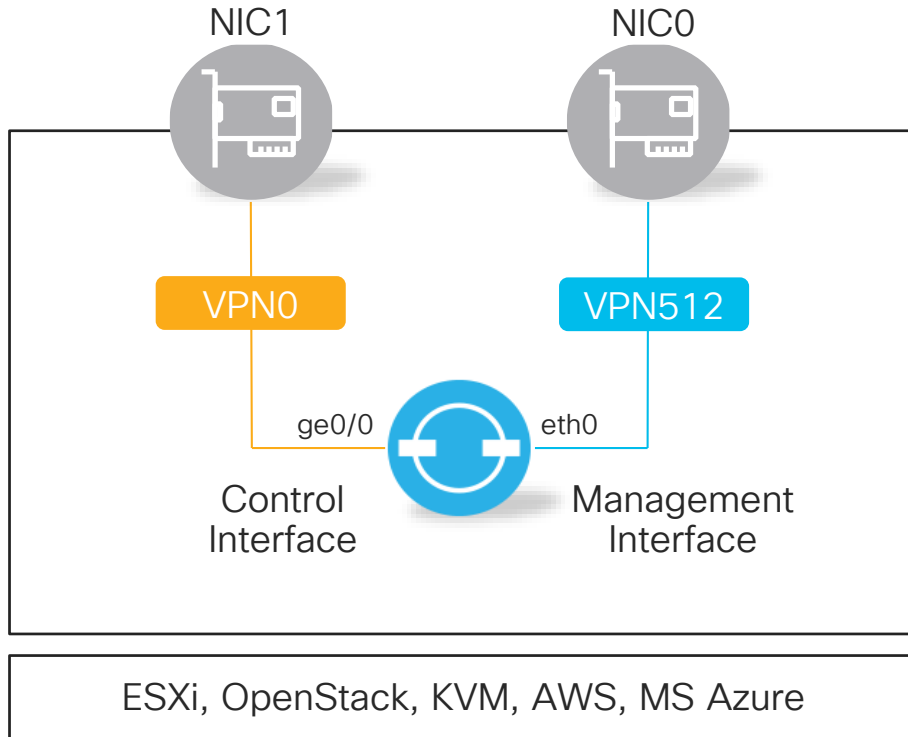 NIC1
NIC0
VPN0
VPN512
ge0/0
eth0
Control
Interface
Management
Interface
ESXi, OpenStack, KVM, AWS, MS Azure